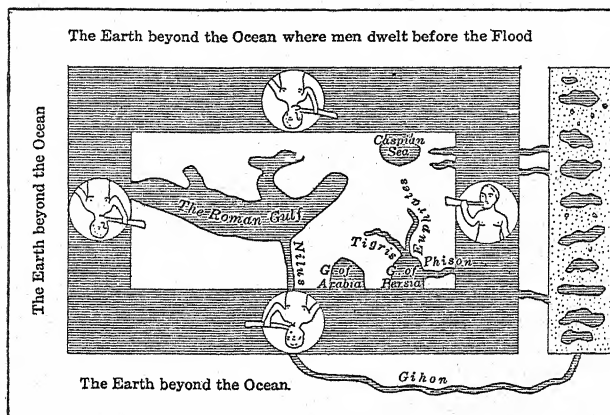 The Earth beyond the Ocean where men dwelt before the Flood
The Earth beyond the Ocean
Caspian
Sea
The Roman Gulf
Nilus
Tigris
Euphrates
Phison
G. of
Arabia
G. of
Persia
Gihon
The Earth beyond the Ocean.